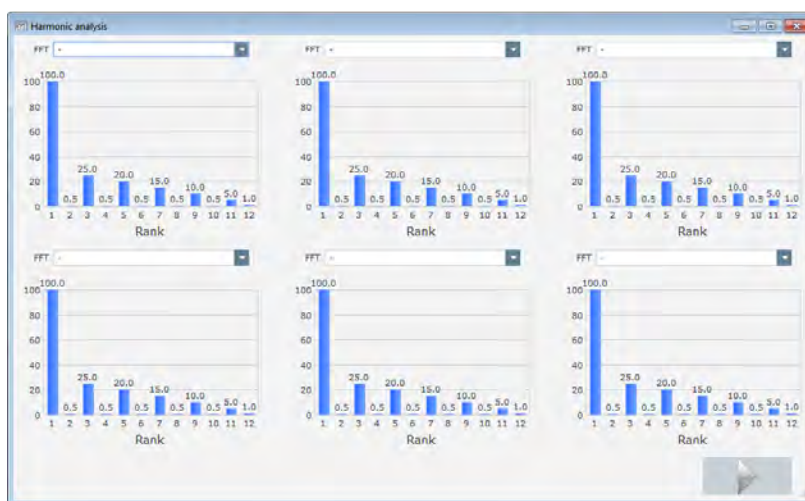 Harmonic analysis
FFT - FFT - FFT -
100.0 100.0 100.0
100 100 100
80 80 80
60 60 60
40 40 40
25.0 20.0 15.0 10.0 5.0 1.0 25.0 20.0 15.0 10.0 5.0 1.0 25.0 20.0 15.0 10.0 5.0 1.0
20 20 20
0.5 0.5 0.5 0.5 0.5 0.5 0.5 0.5 0.5 0.5 0.5 0.5 0.5 0.5 0.5
0 0 0
1 2 3 4 5 6 7 8 9 10 11 12 1 2 3 4 5 6 7 8 9 10 11 12 1 2 3 4 5 6 7 8 9 10 11 12
Rank Rank Rank
FFT - FFT - FFT -
100.0 100.0 100.0
100 100 100
80 80 80
60 60 60
40 40 40
25.0 20.0 15.0 10.0 5.0 1.0 25.0 20.0 15.0 10.0 5.0 1.0 25.0 20.0 15.0 10.0 5.0 1.0
20 20 20
0.5 0.5 0.5 0.5 0.5 0.5 0.5 0.5 0.5 0.5 0.5 0.5 0.5 0.5 0.5
0 0 0
1 2 3 4 5 6 7 8 9 10 11 12 1 2 3 4 5 6 7 8 9 10 11 12 1 2 3 4 5 6 7 8 9 10 11 12
Rank Rank Rank